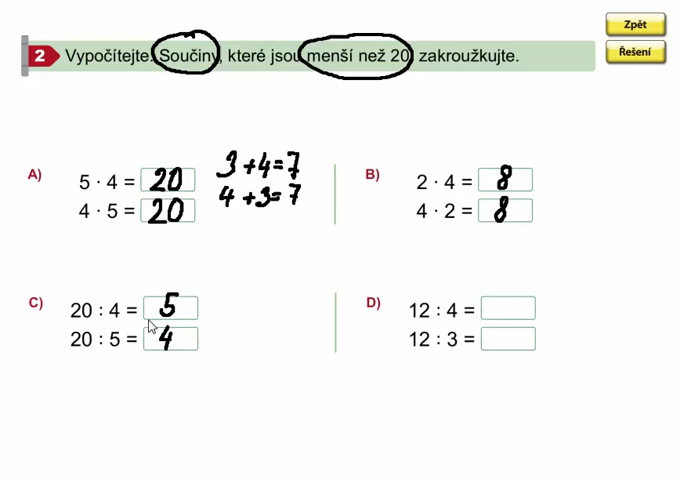 Zpět
2 Vypočítejte. Součiny, které jsou menší než 20, zakroužkujte.
Řešení
A)
5 · 4 = 20
4 · 5 = 20
3 + 4 = 7
4 + 3 = 7
B)
2 · 4 = 8
4 · 2 = 8
C)
20 : 4 = 5
20 : 5 = 4
D)
12 : 4 =
12 : 3 =